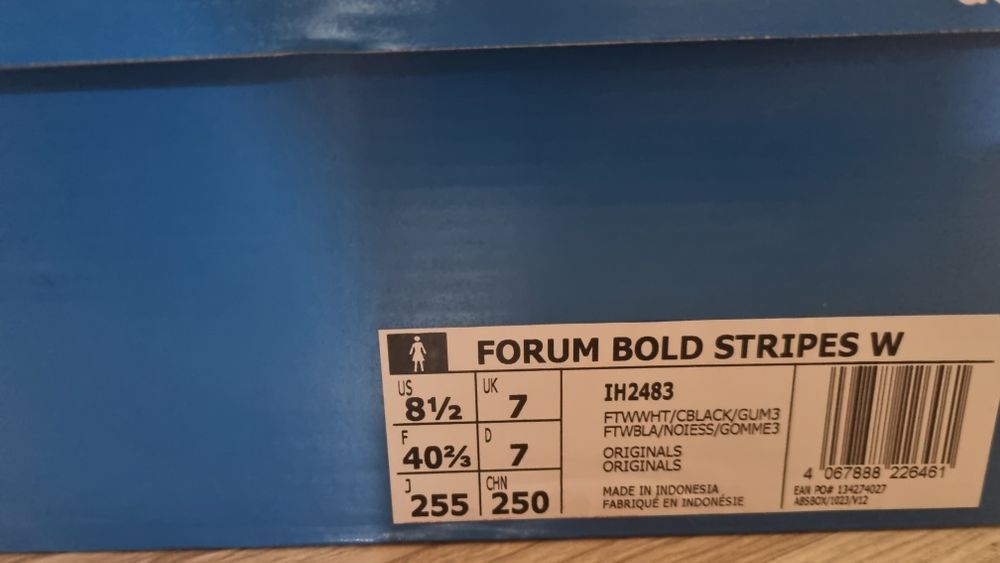 FORUM BOLD STRIPES W
US 8½ UK 7
F 40⅔ D 7
J 255 CHN 250
IH2483
FTWWHT/CBLACK/GUM3
FTWBLA/NOIESS/GOMME3
ORIGINALS
ORIGINALS
MADE IN INDONESIA
FABRIQUÉ EN INDONÉSIE
4 067888 226461
EAN PO# 134274027
ABSBOX/1023/V12